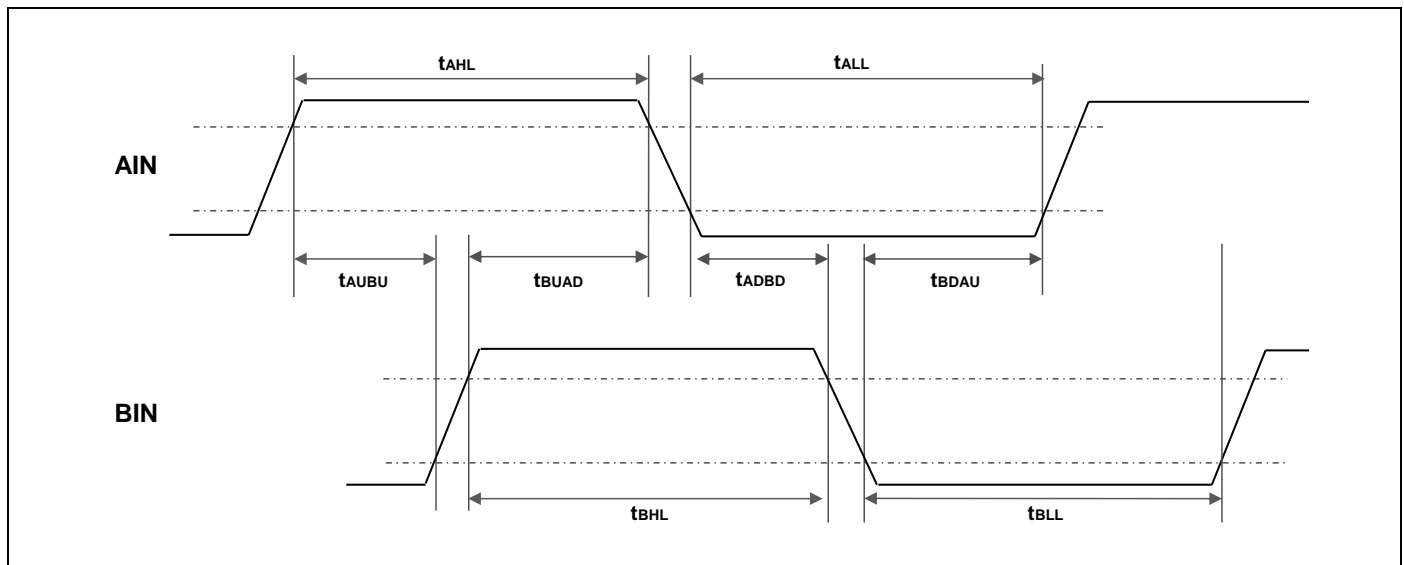 tAHL
tALL
AIN
tAUBU
tBUAD
tADBD
tBDAU
BIN
tBHL
tBLL